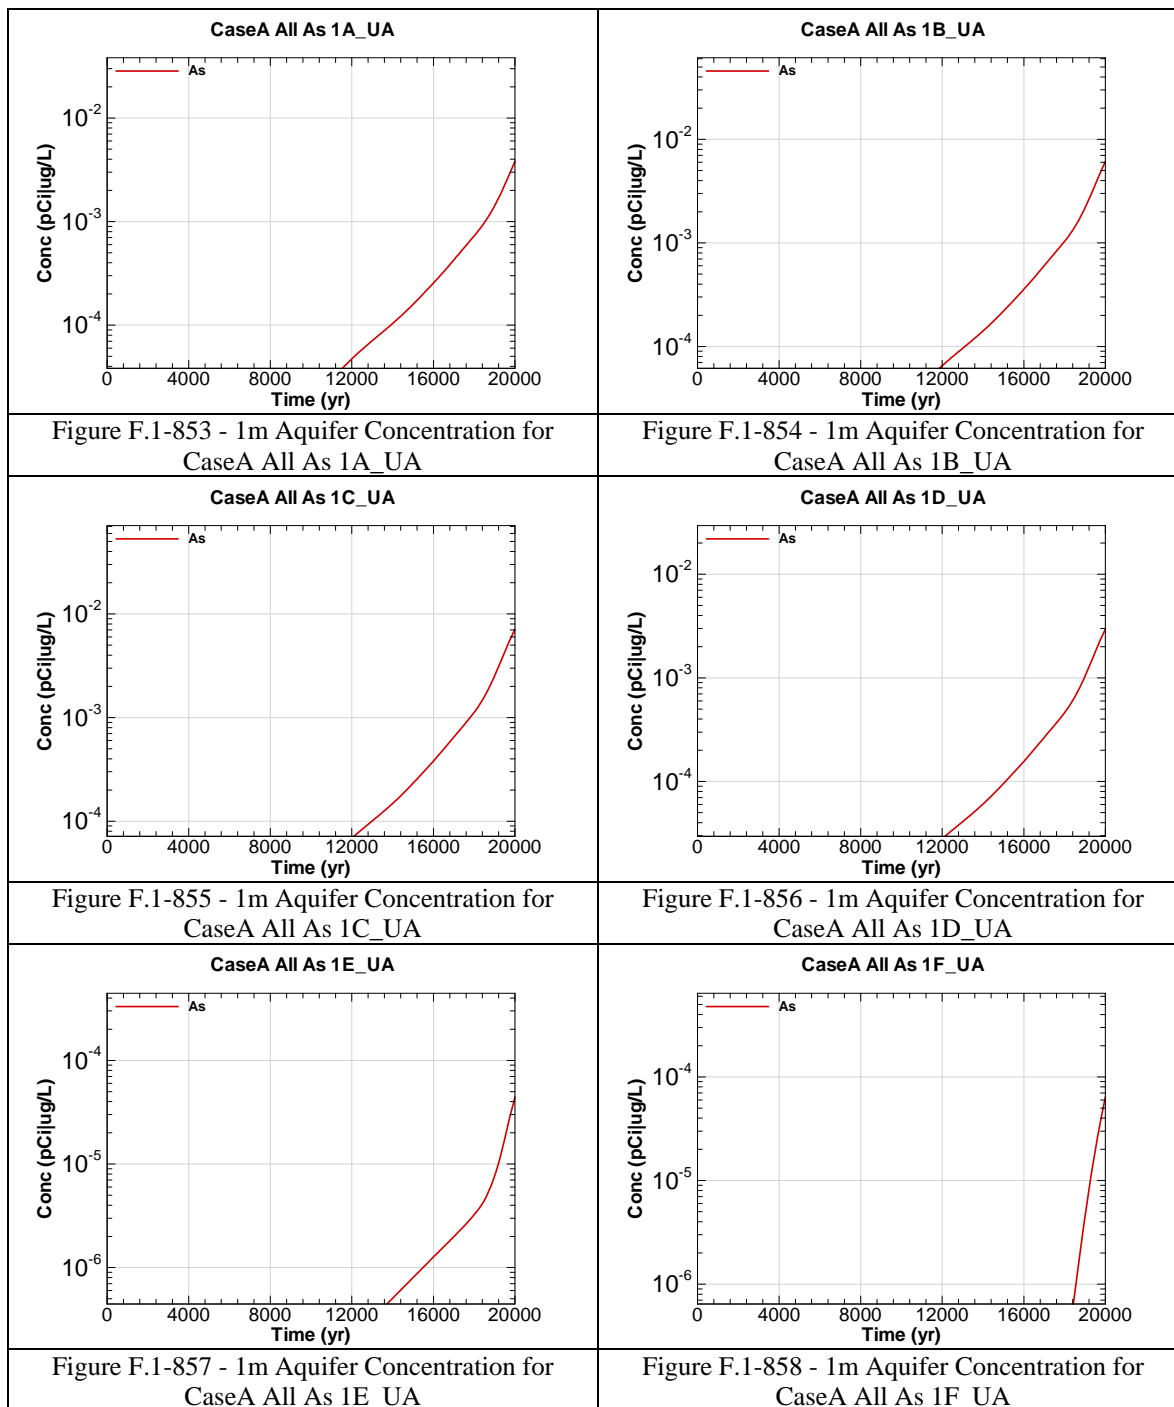 CaseA All As 1A_UA
As
10-2
10-3
10-4
Conc (pCi|ug/L)
0 4000 8000 12000 16000 20000
Time (yr)
Figure F.1-853 - 1m Aquifer Concentration for
CaseA All As 1A_UA
CaseA All As 1B_UA
As
10-2
10-3
10-4
Conc (pCi|ug/L)
0 4000 8000 12000 16000 20000
Time (yr)
Figure F.1-854 - 1m Aquifer Concentration for
CaseA All As 1B_UA
CaseA All As 1C_UA
As
10-2
10-3
10-4
Conc (pCi|ug/L)
0 4000 8000 12000 16000 20000
Time (yr)
Figure F.1-855 - 1m Aquifer Concentration for
CaseA All As 1C_UA
CaseA All As 1D_UA
As
10-2
10-3
10-4
Conc (pCi|ug/L)
0 4000 8000 12000 16000 20000
Time (yr)
Figure F.1-856 - 1m Aquifer Concentration for
CaseA All As 1D_UA
CaseA All As 1E_UA
As
10-4
10-5
10-6
Conc (pCi|ug/L)
0 4000 8000 12000 16000 20000
Time (yr)
Figure F.1-857 - 1m Aquifer Concentration for
CaseA All As 1E_UA
CaseA All As 1F_UA
As
10-4
10-5
10-6
Conc (pCi|ug/L)
0 4000 8000 12000 16000 20000
Time (yr)
Figure F.1-858 - 1m Aquifer Concentration for
CaseA All As 1F_UA